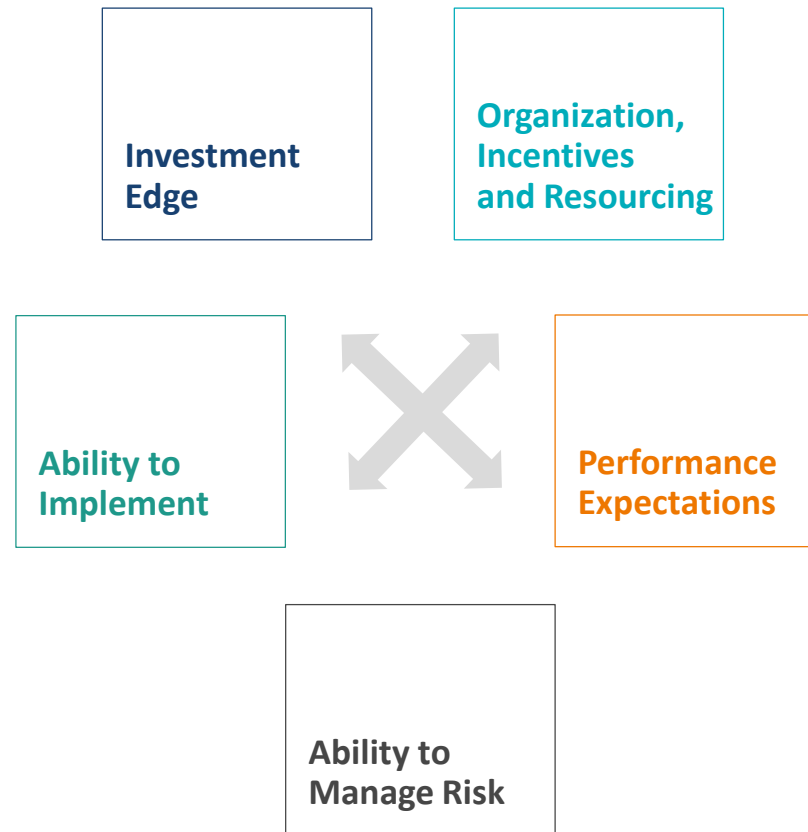 Investment
Edge
Organization,
Incentives
and Resourcing
Ability to
Implement
Performance
Expectations
Ability to
Manage Risk